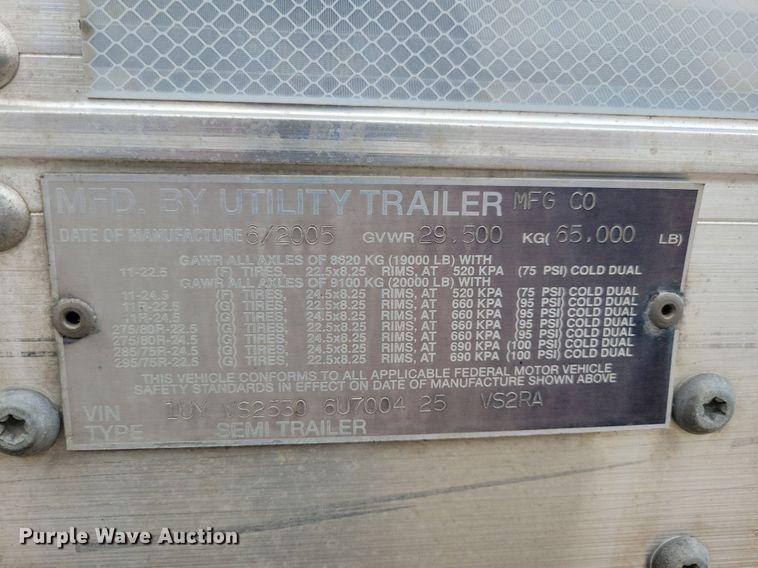 MFD. BY UTILITY TRAILER MFG CO
DATE OF MANUFACTURE 6/2005 GVWR 29.500 KG( 65.000 LB)
GAWR ALL AXLES OF 8620 KG (19000 LB) WITH
11-22.5 (F) TIRES, 22.5x8.25 RIMS, AT 520 KPA (75 PSI) COLD DUAL
GAWR ALL AXLES OF 9100 KG (20000 LB) WITH
11-24.5 (F) TIRES, 24.5x8.25 RIMS, AT 520 KPA (75 PSI) COLD DUAL
11R-22.5 (G) TIRES, 22.5x8.25 RIMS, AT 660 KPA (95 PSI) COLD DUAL
11R-24.5 (G) TIRES, 24.5x8.25 RIMS, AT 660 KPA (95 PSI) COLD DUAL
275/80R-22.5 (G) TIRES, 22.5x8.25 RIMS, AT 660 KPA (95 PSI) COLD DUAL
275/80R-24.5 (G) TIRES, 24.5x8.25 RIMS, AT 660 KPA (95 PSI) COLD DUAL
285/75R-24.5 (G) TIRES, 24.5x8.25 RIMS, AT 690 KPA (100 PSI) COLD DUAL
295/75R-22.5 (G) TIRES, 22.5x8.25 RIMS, AT 690 KPA (100 PSI) COLD DUAL
THIS VEHICLE CONFORMS TO ALL APPLICABLE FEDERAL MOTOR VEHICLE
SAFETY STANDARDS IN EFFECT ON DATE OF MANUFACTURE SHOWN ABOVE
VIN 1UY VS2530 6U7004 25 VS2RA
TYPE SEMI TRAILER
Purple Wave Auction